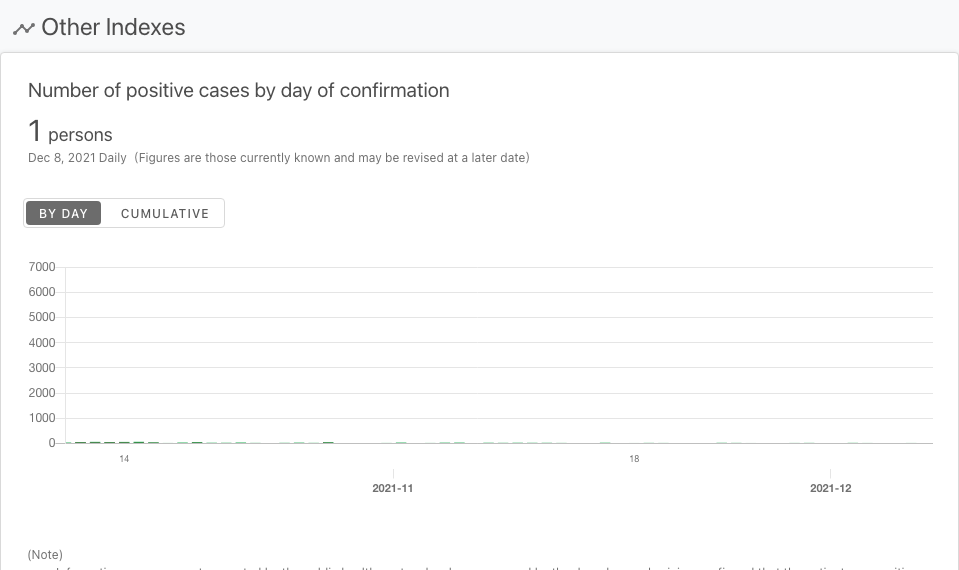 Other Indexes
Number of positive cases by day of confirmation
1 persons
Dec 8, 2021 Daily (Figures are those currently known and may be revised at a later date)
BY DAY CUMULATIVE
7000
6000
5000
4000
3000
2000
1000
0
14 18
2021-11 2021-12
(Note)